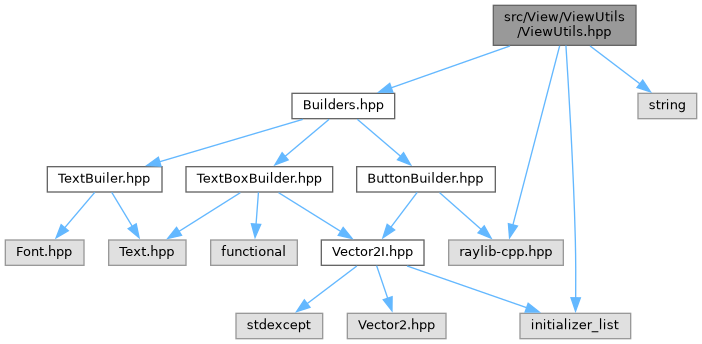 src/View/ViewUtils
/ViewUtils.hpp
Builders.hpp
string
TextBuiler.hpp
TextBoxBuilder.hpp
ButtonBuilder.hpp
Font.hpp
Text.hpp
functional
Vector2I.hpp
raylib-cpp.hpp
stdexcept
Vector2.hpp
initializer_list